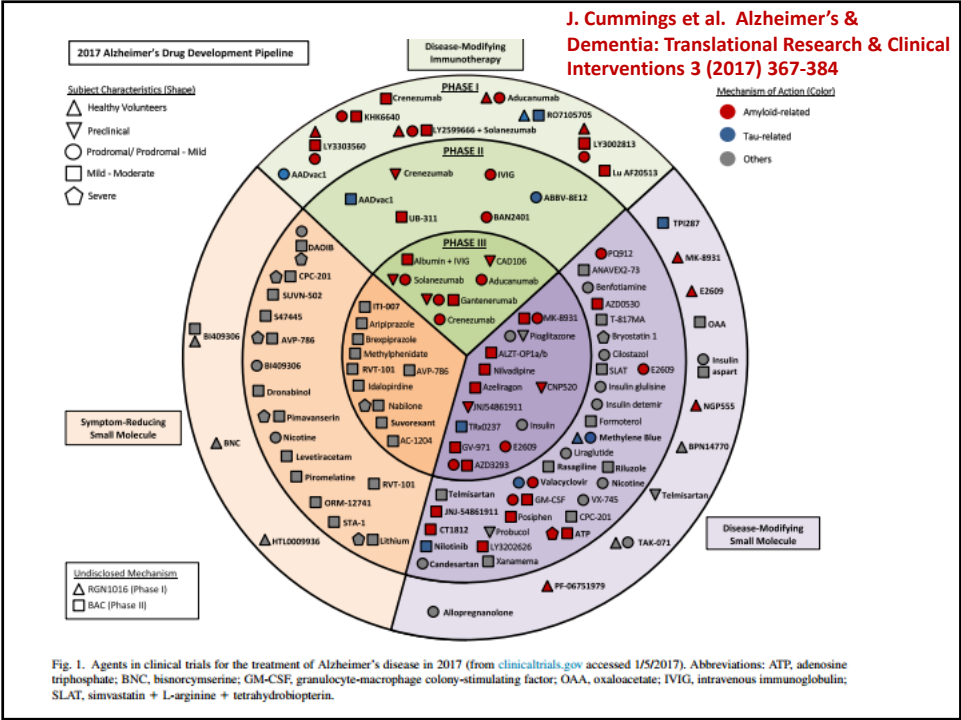 J. Cummings et al. Alzheimer's &
Dementia: Translational Research & Clinical
Interventions 3 (2017) 367-384
2017 Alzheimer's Drug Development Pipeline
Subject Characteristics (Shape)
Healthy Volunteers
Preclinical
Prodromal/ Prodromal - Mild
Mild - Moderate
Severe
Disease-Modifying
Immunotherapy
Mechanism of Action (Color)
Amyloid-related
Tau-related
Others
PHASE I
Crenezumab
Aducanumab
KHK6640
RO7105705
LY2599666 + Solanezumab
LY3303560
LY3002813
AADvac1
Lu AF20513
PHASE II
Crenezumab
IVIG
AADvac1
ABBV-8E12
UB-311
BAN2401
PHASE III
Albumin + IVIG
CAD106
Solanezumab
Aducanumab
Gantenerumab
Crenezumab
DAOIB
CPC-201
SUVN-502
S47445
AVP-786
BI409306
BI409306
Dronabinol
Pimavanserin
Nicotine
Levetiracetam
Piromelatine
RVT-101
ORM-12741
STA-1
Lithium
BNC
HTL0009936
Symptom-Reducing
Small Molecule
ITI-007
Aripiprazole
Brexpiprazole
Methylphenidate
RVT-101
AVP-786
Idalopirdine
Nabilone
Suvorexant
AC-1204
MK-8931
Pioglitazone
ALZT-OP1a/b
Nilvadipine
Azeliragon
CNP520
JNJ54861911
TRx0237
Insulin
GV-971
E2609
AZD3293
PQ912
ANAVEX2-73
Benfotiamine
AZD0530
T-817MA
Bryostatin 1
Cilostazol
SLAT
E2609
Insulin glulisine
Insulin detemir
Formoterol
Methylene Blue
Uraglutide
Rasagiline
Riluzole
Valacyclovir
Nicotine
Telmisartan
GM-CSF
VX-745
JNJ-54861911
Posiphen
CPC-201
CT1812
Probucol
ATP
Nilotinib
LY3202626
Candesartan
Xanamema
TPI287
MK-8931
E2609
OAA
Insulin
aspart
NGP555
BPN14770
Telmisartan
TAK-071
PF-06751979
Allopregnanolone
Disease-Modifying
Small Molecule
Undisclosed Mechanism
RGN1016 (Phase I)
BAC (Phase II)
Fig. 1. Agents in clinical trials for the treatment of Alzheimer's disease in 2017 (from clinicaltrials.gov accessed 1/5/2017). Abbreviations: ATP, adenosine
triphosphate; BNC, bisnorcymserine; GM-CSF, granulocyte-macrophage colony-stimulating factor; OAA, oxaloacetate; IVIG, intravenous immunoglobulin;
SLAT, simvastatin + L-arginine + tetrahydrobiopterin.